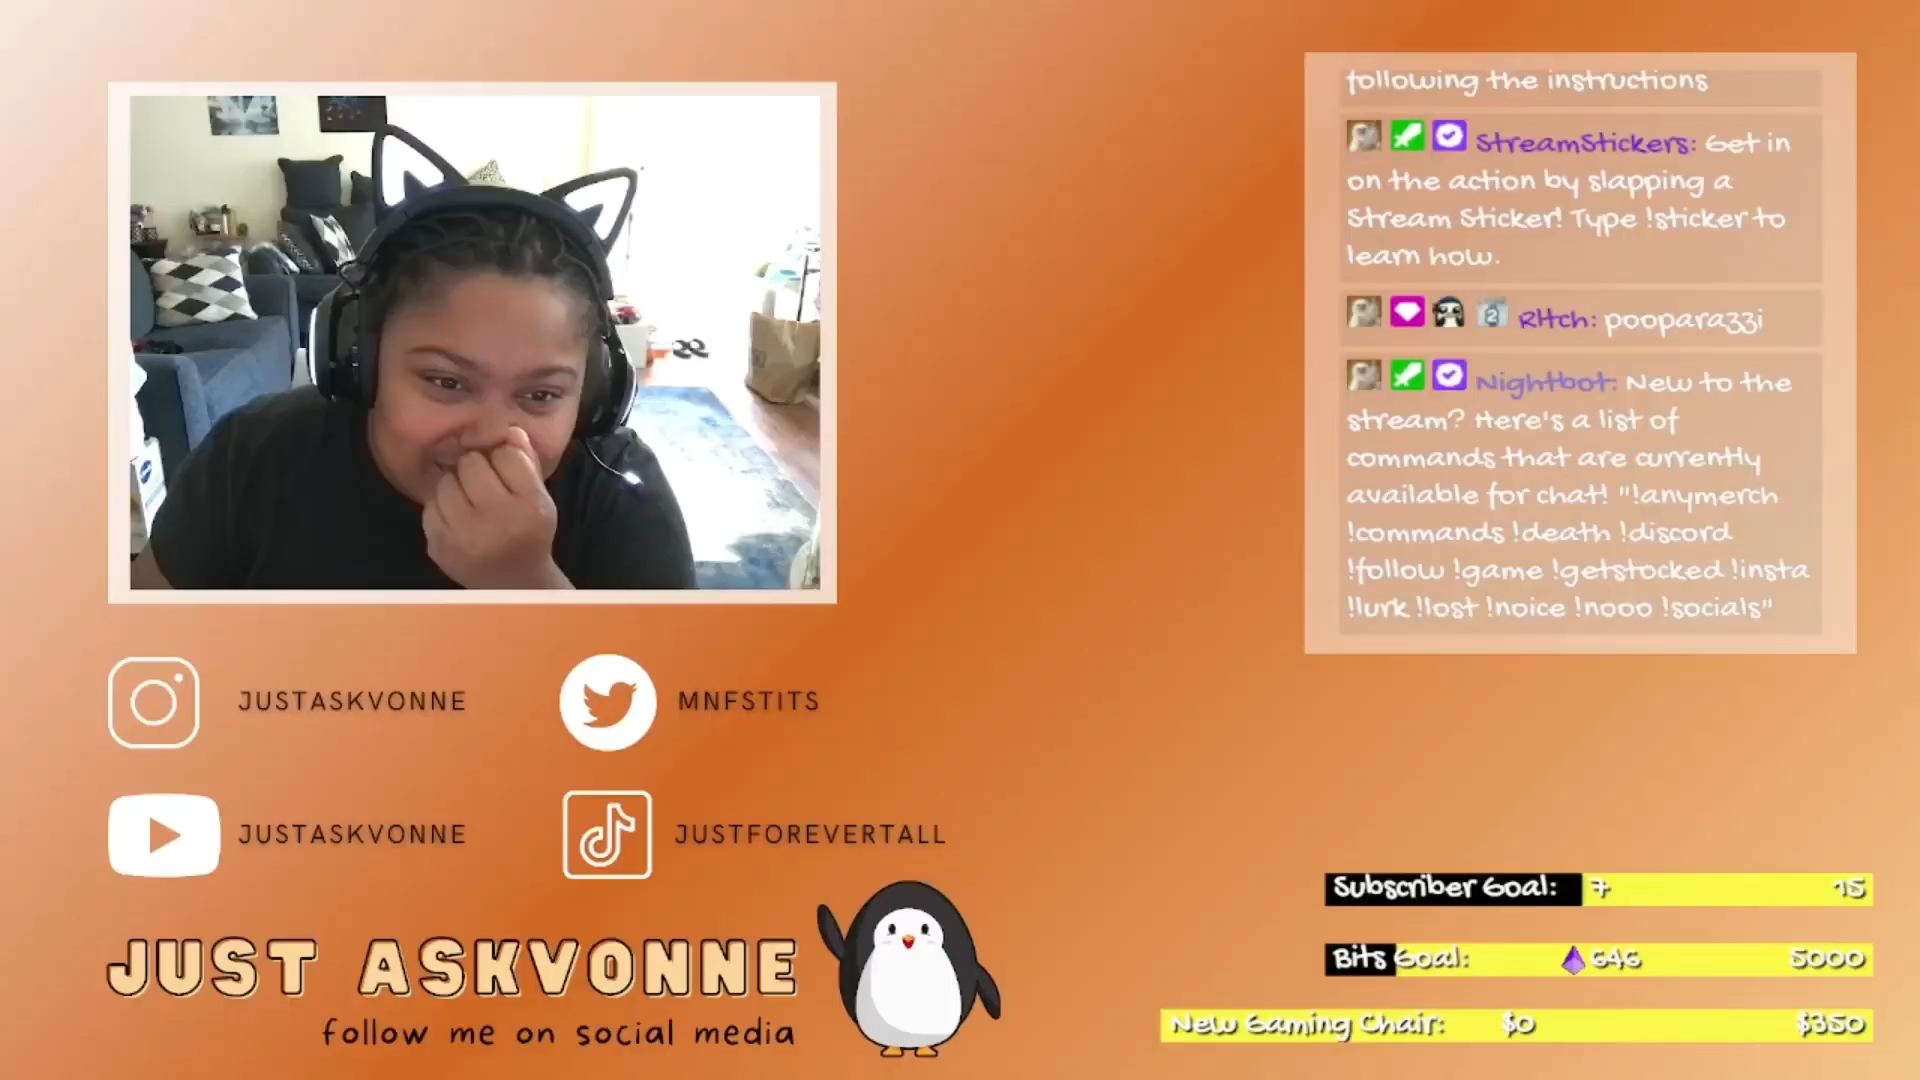 following the instructions
StreamStickers: Get in
on the action by slapping a
Stream Sticker! Type !sticker to
learn how.
2 RHtch: pooparazzi
Nightbot: New to the
stream? Here's a list of
commands that are currently
available for chat! "!anymerch
!commands !death !discord
!follow !game !getstocked !insta
!lurk !lost !noice !nooo !socials"
JUSTASKVONNE
MNFSTITS
JUSTASKVONNE
JUSTFOREVERTALL
JUST ASKVONNE
follow me on social media
Subscriber Goal: 7 15
Bits Goal: 646 5000
New Gaming Chair: $0 $350